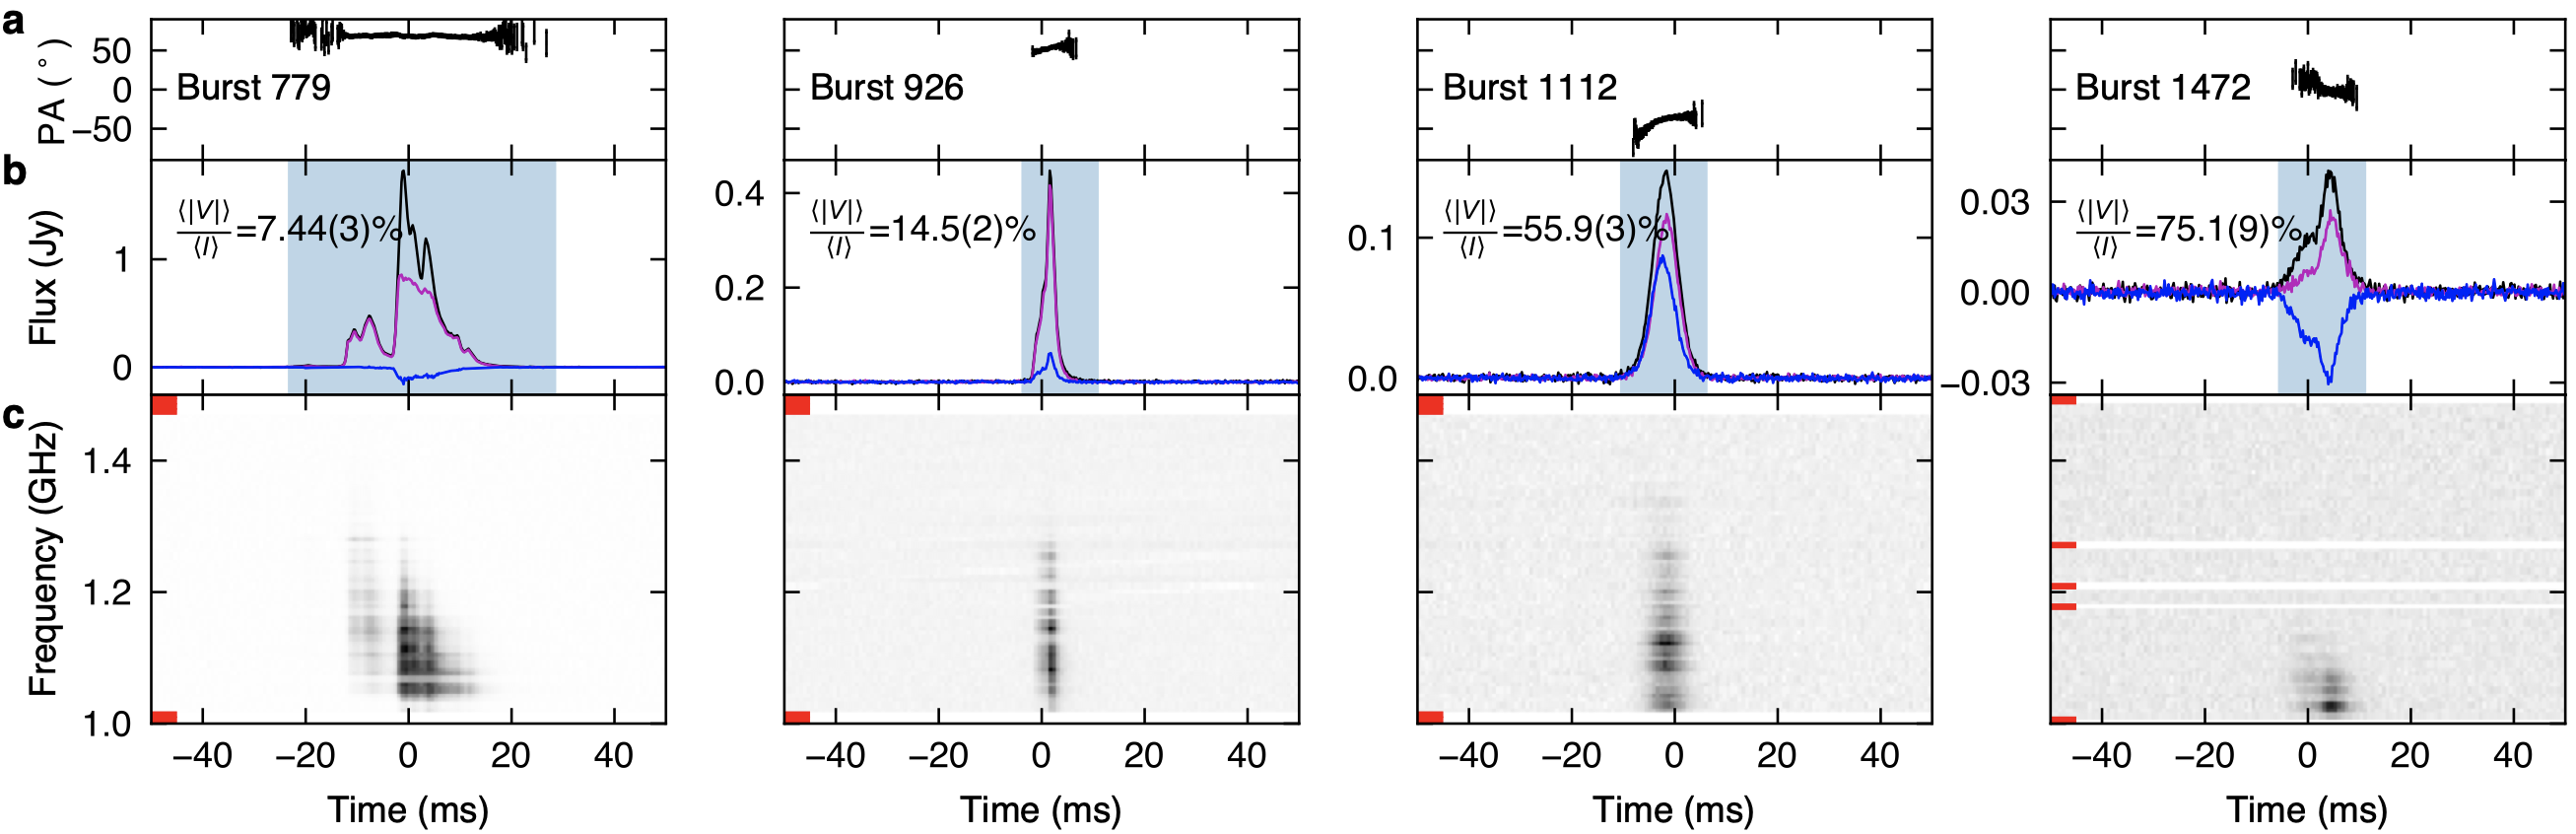 a
PA (°)
50
0
−50
Burst 779
Burst 926
Burst 1112
Burst 1472
b
Flux (Jy)
1
0
⟨|V|⟩/⟨I⟩=7.44(3)%
0.4
0.2
0.0
⟨|V|⟩/⟨I⟩=14.5(2)%
0.1
0.0
⟨|V|⟩/⟨I⟩=55.9(3)%
0.03
0.00
−0.03
⟨|V|⟩/⟨I⟩=75.1(9)%
c
Frequency (GHz)
1.4
1.2
1.0
−40 −20 0 20 40
−40 −20 0 20 40
−40 −20 0 20 40
−40 −20 0 20 40
Time (ms)
Time (ms)
Time (ms)
Time (ms)